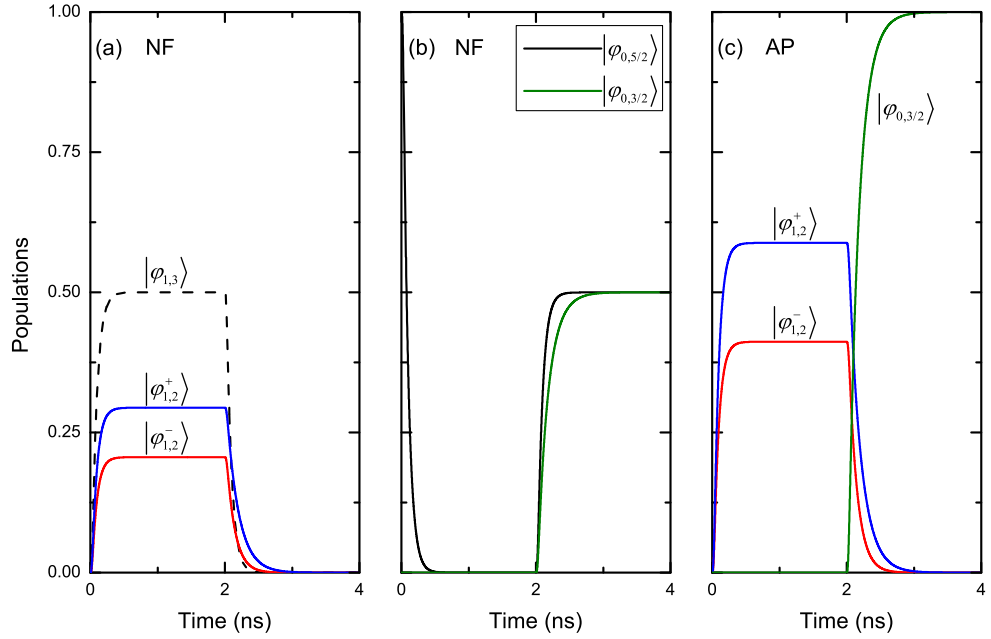 (a) NF
(b) NF
(c) AP
|φ0,5/2⟩
|φ0,3/2⟩
|φ0,3/2⟩
|φ1,3⟩
|φ⁺1,2⟩
|φ⁻1,2⟩
|φ⁺1,2⟩
|φ⁻1,2⟩
Populations
1.00
0.75
0.50
0.25
0.00
0 2 4
0 2 4
0 2 4
Time (ns)
Time (ns)
Time (ns)